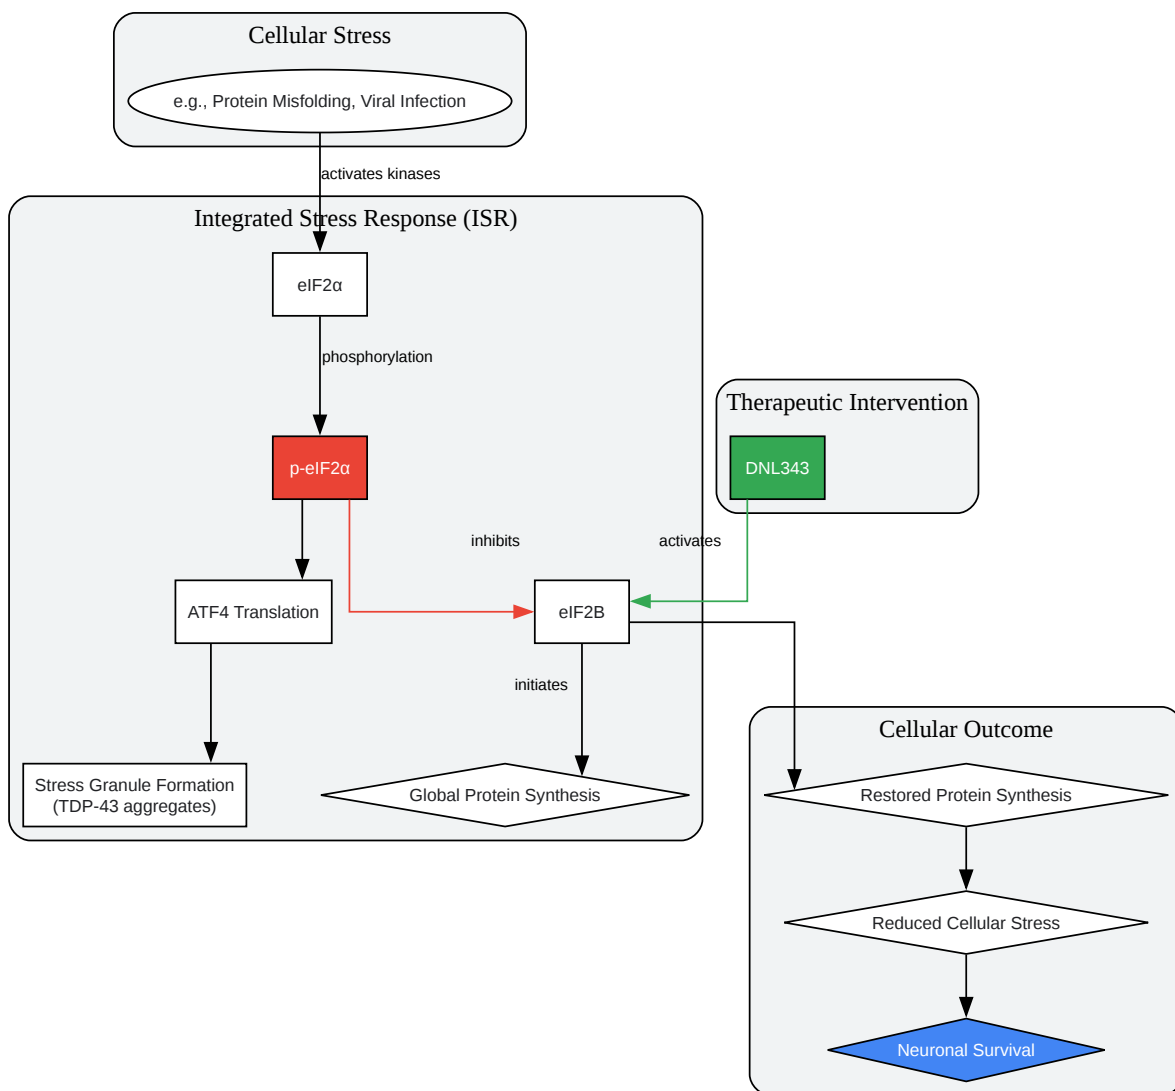 Cellular Stress
e.g., Protein Misfolding, Viral Infection
activates kinases
Integrated Stress Response (ISR)
eIF2α
phosphorylation
Therapeutic Intervention
p-eIF2α
DNL343
inhibits
activates
ATF4 Translation
eIF2B
initiates
Cellular Outcome
Stress Granule Formation
(TDP-43 aggregates)
Global Protein Synthesis
Restored Protein Synthesis
Reduced Cellular Stress
Neuronal Survival